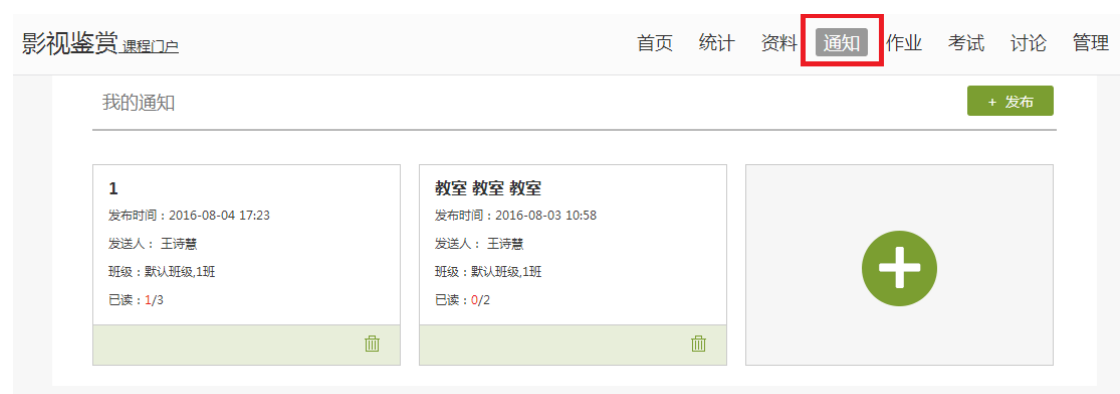 影视鉴赏 课程门户 首页 统计 资料 通知 作业 考试 讨论 管理
我的通知 + 发布
1
发布时间：2016-08-04 17:23
发送人： 王诗慧
班级：默认班级,1班
已读：1/3
教室 教室 教室
发布时间：2016-08-03 10:58
发送人： 王诗慧
班级：默认班级,1班
已读：0/2